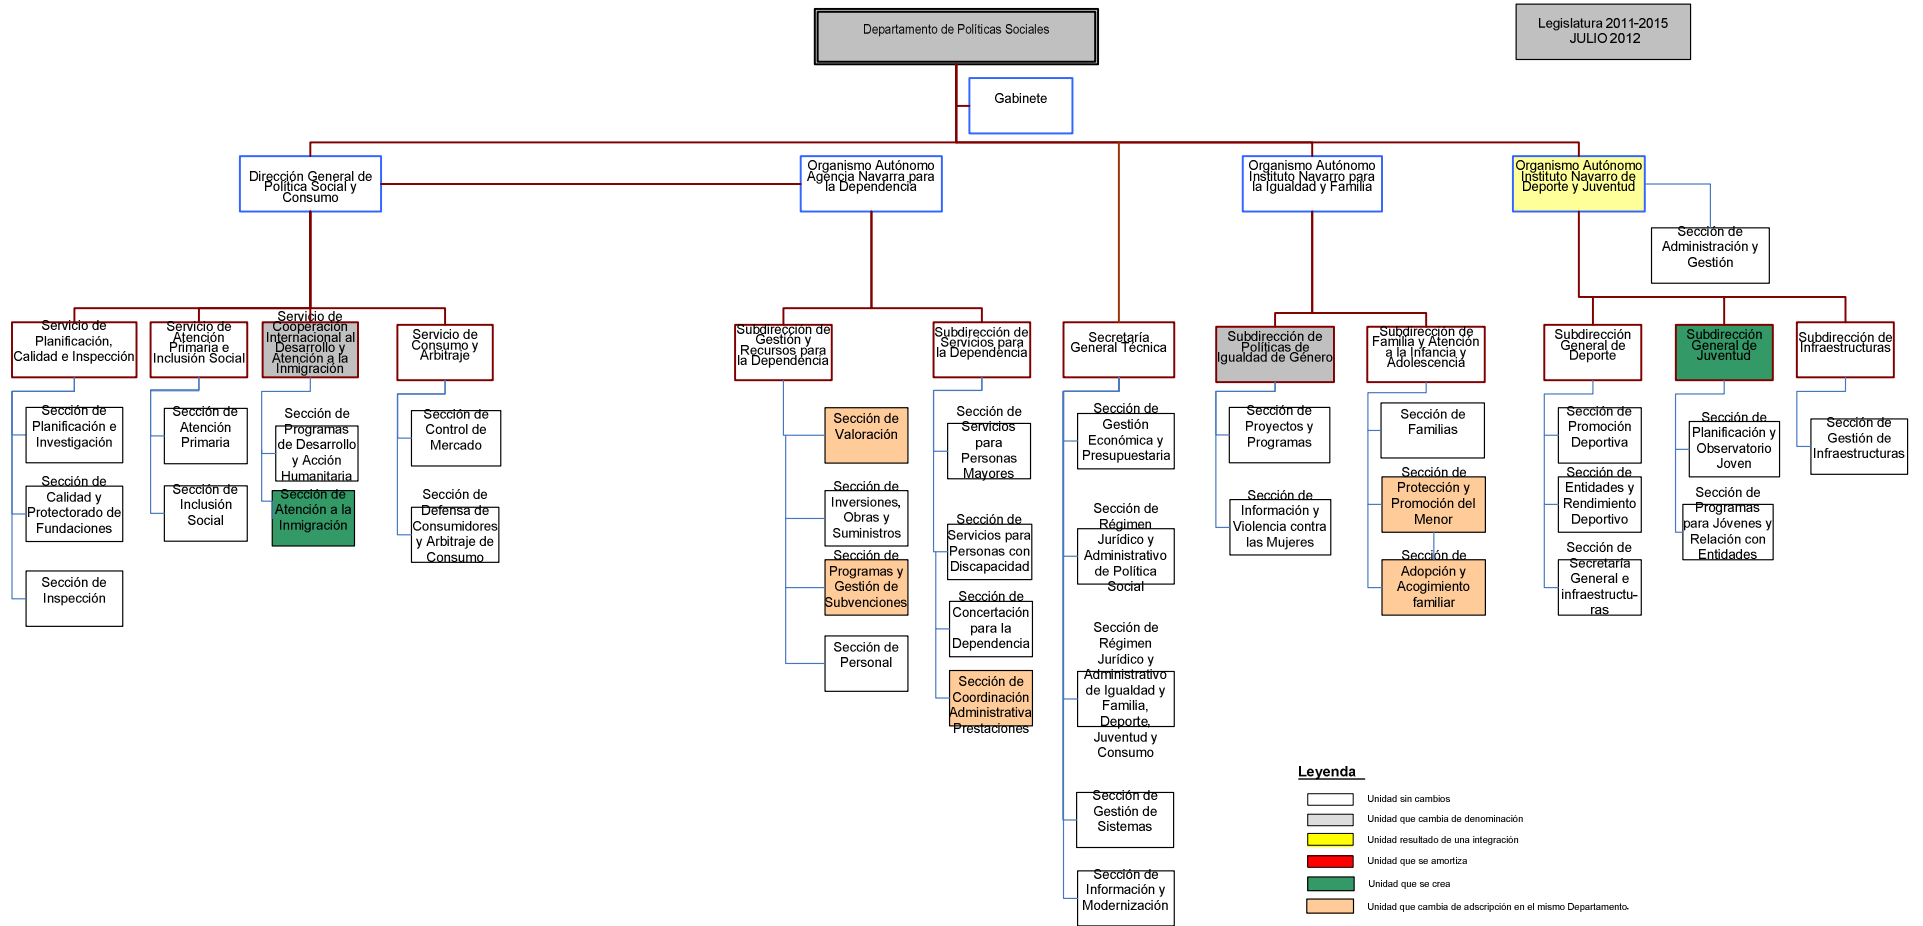 Departamento de Políticas Sociales
Legislatura 2011-2015
JULIO 2012
Gabinete
Dirección General de
Política Social y
Consumo
Organismo Autónomo
Agencia Navarra para
la Dependencia
Organismo Autónomo
Instituto Navarro para
la Igualdad y Familia
Organismo Autónomo
Instituto Navarro de
Deporte y Juventud
Sección de
Administración y
Gestión
Servicio de
Planificación,
Calidad e Inspección
Servicio de
Atención
Primaria e
Inclusión Social
Servicio de
Cooperación
Internacional al
Desarrollo y
Atención a la
Inmigración
Servicio de
Consumo y
Arbitraje
Subdirección de
Gestión y
Recursos para
la Dependencia
Subdirección de
Servicios para
la Dependencia
Secretaría
General Técnica
Subdirección de
Políticas de
Igualdad de Género
Subdirección de
Familia y Atención
a la Infancia y
Adolescencia
Subdirección
General de
Deporte
Subdirección
General de
Juventud
Subdirección de
Infraestructuras
Sección de
Planificación e
Investigación
Sección de
Calidad y
Protectorado de
Fundaciones
Sección de
Inspección
Sección de
Atención
Primaria
Sección de
Inclusión
Social
Sección de
Programas
de Desarrollo
y Acción
Humanitaria
Sección de
Atención a la
Inmigración
Sección de
Control de
Mercado
Sección de
Defensa de
Consumidores
y Arbitraje de
Consumo
Sección de
Valoración
Sección de
Inversiones,
Obras y
Suministros
Sección de
Programas y
Gestión de
Subvenciones
Sección de
Personal
Sección de
Servicios
para
Personas
Mayores
Sección de
Servicios para
Personas con
Discapacidad
Sección de
Concertación
para la
Dependencia
Sección de
Coordinación
Administrativa
Prestaciones
Sección de
Gestión
Económica y
Presupuestaria
Sección de
Régimen
Jurídico y
Administrativo
de Política
Social
Sección de
Régimen
Jurídico y
Administrativo
de Igualdad y
Familia,
Deporte,
Juventud y
Consumo
Sección de
Gestión de
Sistemas
Sección de
Información y
Modernización
Sección de
Proyectos y
Programas
Sección de
Información y
Violencia contra
las Mujeres
Sección de
Familias
Sección de
Protección y
Promoción del
Menor
Sección de
Adopción y
Acogimiento
familiar
Sección de
Promoción
Deportiva
Sección de
Entidades y
Rendimiento
Deportivo
Sección de
Secretaría
General e
infraestructu-
ras
Sección de
Planificación y
Observatorio
Joven
Sección de
Programas
para Jóvenes y
Relación con
Entidades
Sección de
Gestión de
Infraestructuras
Leyenda
Unidad sin cambios
Unidad que cambia de denominación
Unidad resultado de una integración
Unidad que se amortiza
Unidad que se crea
Unidad que cambia de adscripción en el mismo Departamento.